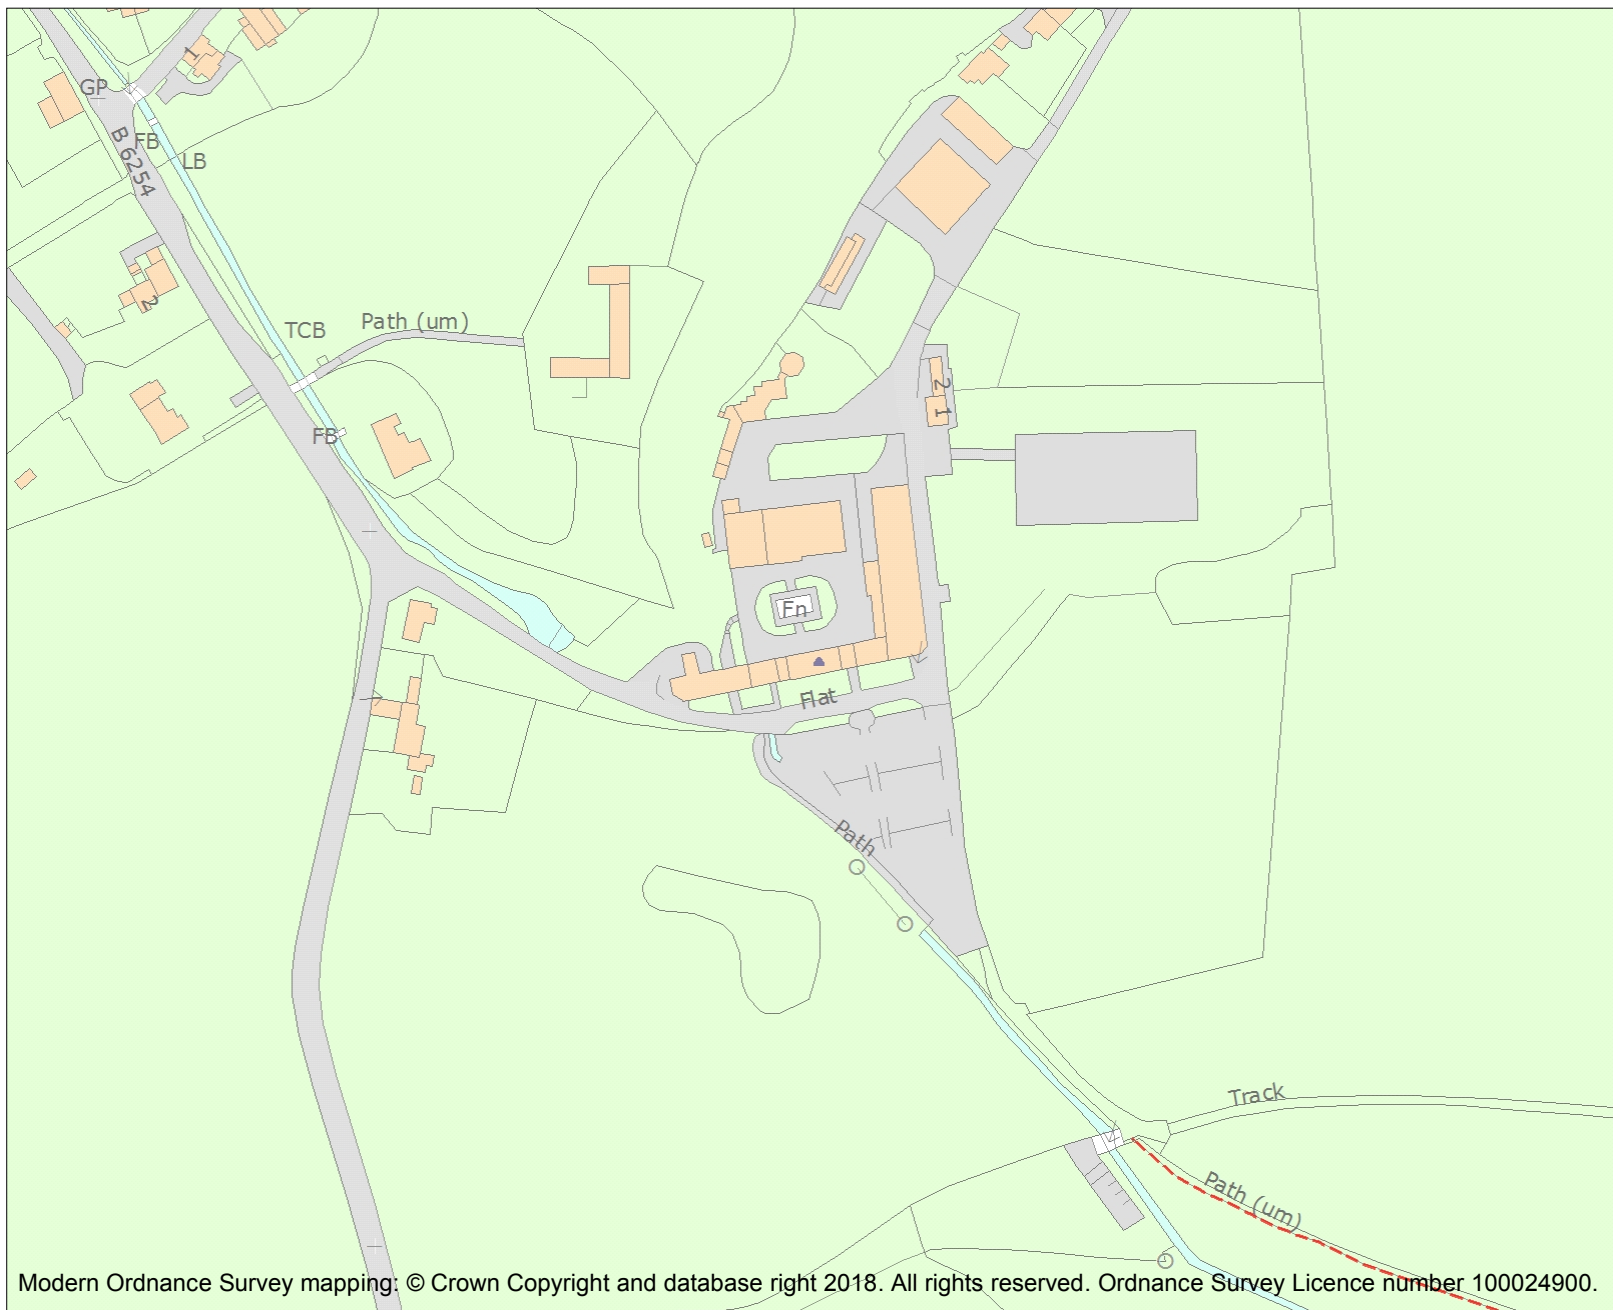 1
GP
FB
LB
B 6254
2
TCB
Path (um)
2
1
FB
Fn
Flat
Path
Track
Path (um)
Modern Ordnance Survey mapping: © Crown Copyright and database right 2018. All rights reserved. Ordnance Survey Licence number 100024900.